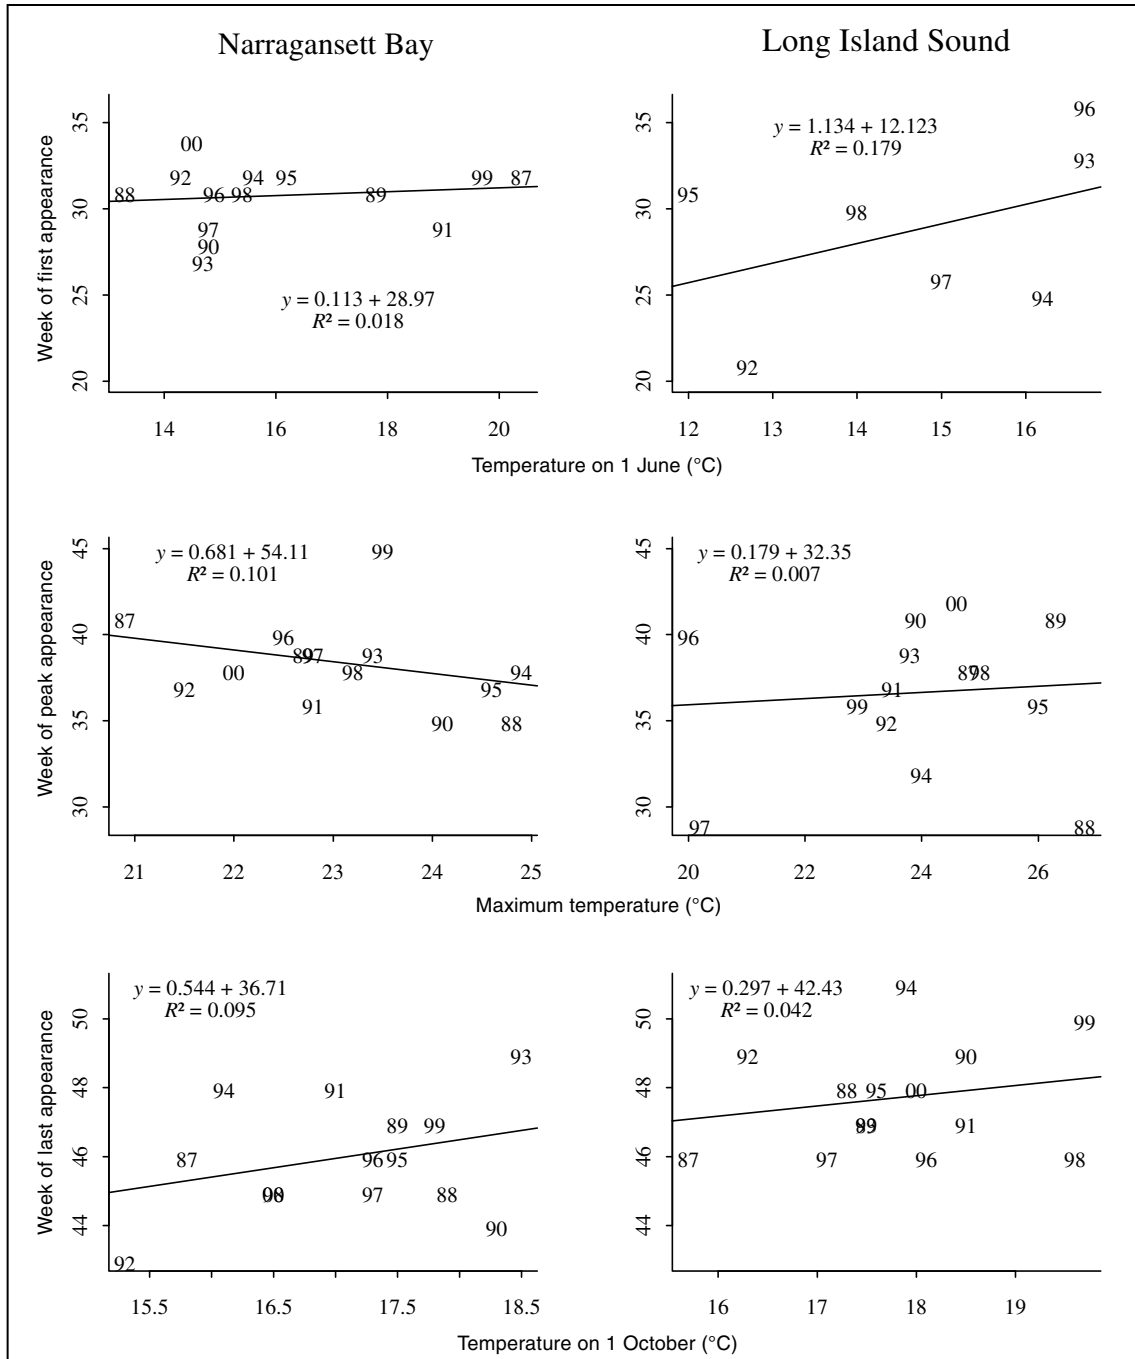 Narragansett Bay
Long Island Sound
Week of first appearance
35
30
25
20
00
92 94 95 99 87
88 96 98 89
97 91
90
93
y = 0.113 + 28.97
R² = 0.018
14 16 18 20
35
30
25
20
y = 1.134 + 12.123
R² = 0.179
96
93
95
98
97
94
92
12 13 14 15 16
Temperature on 1 June (°C)
Week of peak appearance
45
40
35
30
y = 0.681 + 54.11
R² = 0.101
99
87
96
97 93
00 98 94
92 95
91
90 88
21 22 23 24 25
45
40
35
30
y = 0.179 + 32.35
R² = 0.007
00
90 89
96
93
87 98
91
99 95
92
94
97 88
20 22 24 26
Maximum temperature (°C)
Week of last appearance
50
48
46
44
y = 0.544 + 36.71
R² = 0.095
93
94 91
89 99
87 96 95
97 88
90
92
15.5 16.5 17.5 18.5
50
48
46
44
y = 0.297 + 42.43
R² = 0.042
94
99
92 90
88 95 00
91
87 97 96 98
16 17 18 19
Temperature on 1 October (°C)